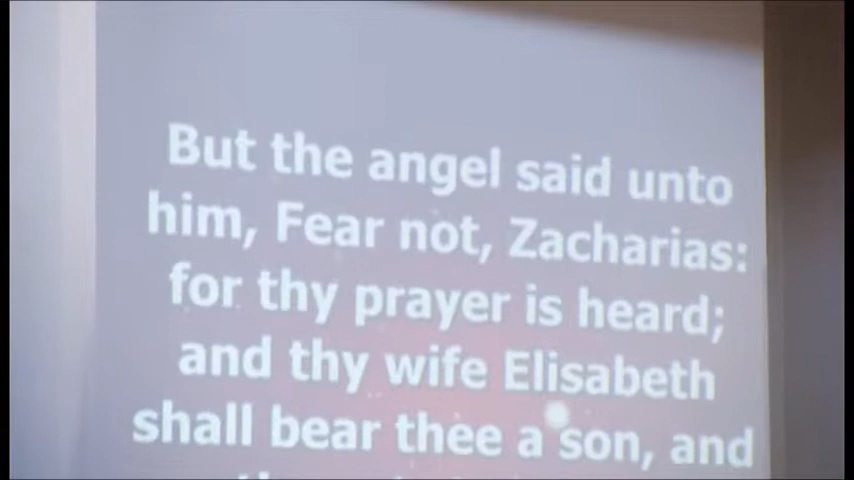 But the angel said unto
him, Fear not, Zacharias:
for thy prayer is heard;
and thy wife Elisabeth
shall bear thee a son, and